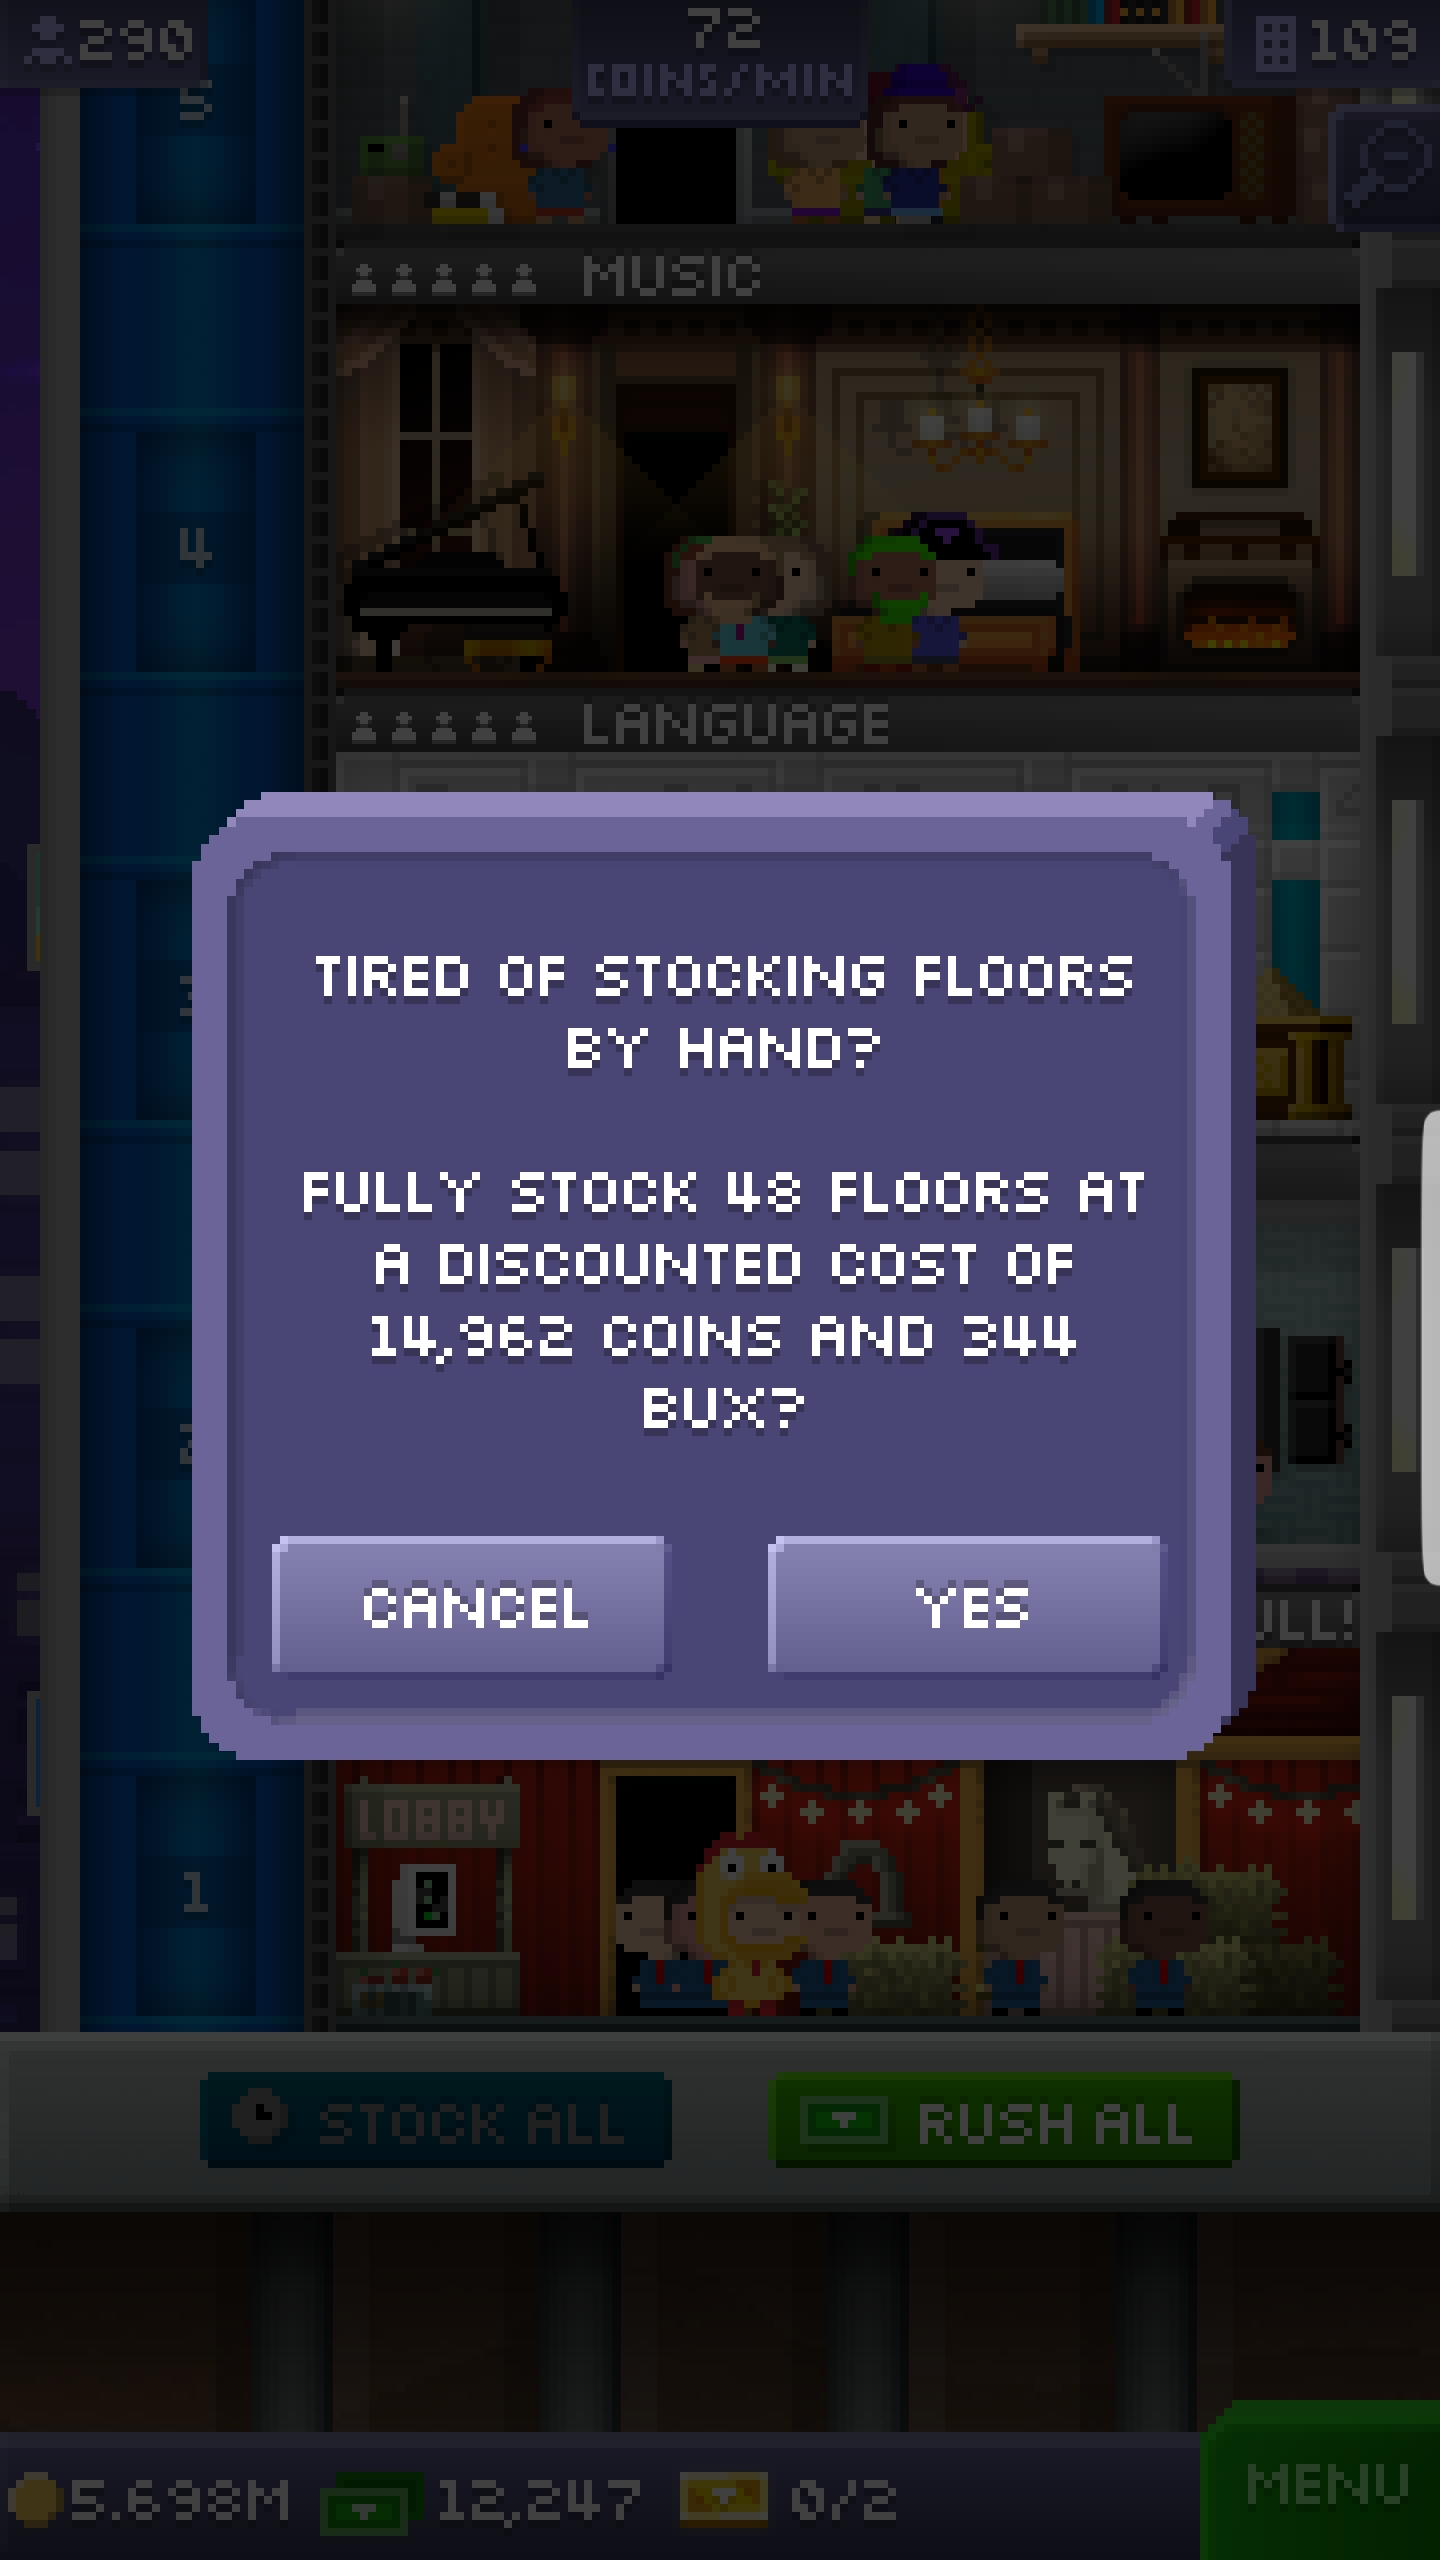 290
72
COINS/MIN
109
5
MUSIC
4
LANGUAGE
TIRED OF STOCKING FLOORS
BY HAND?
FULLY STOCK 48 FLOORS AT
A DISCOUNTED COST OF
14,962 COINS AND 344
BUX?
CANCEL
YES
LOBBY
1
STOCK ALL
RUSH ALL
5.698M
12,247
0/2
MENU